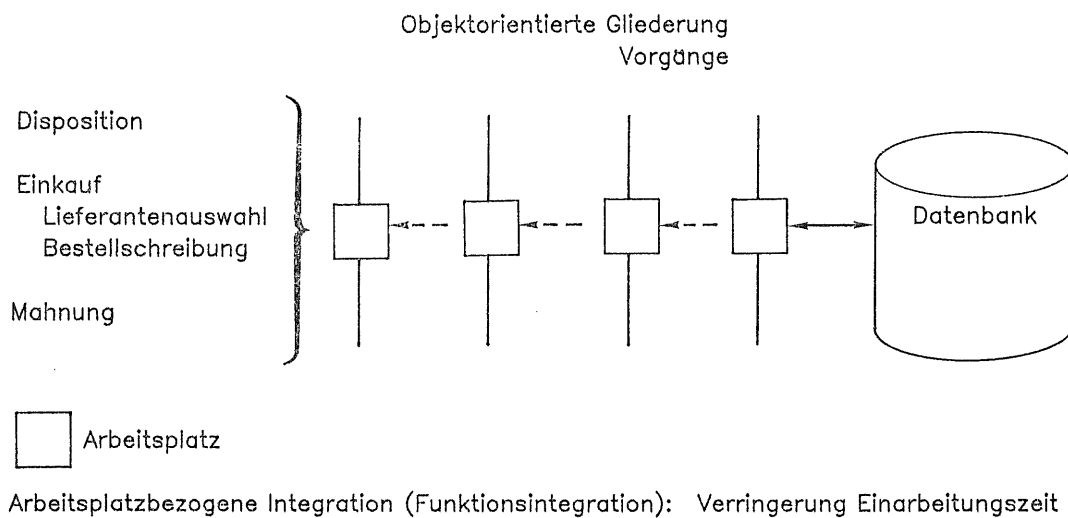 Objektorientierte Gliederung
Vorgänge
Disposition
Einkauf
Lieferantenauswahl
Bestellschreibung
Mahnung
Datenbank
Arbeitsplatz
Arbeitsplatzbezogene Integration (Funktionsintegration): Verringerung Einarbeitungszeit